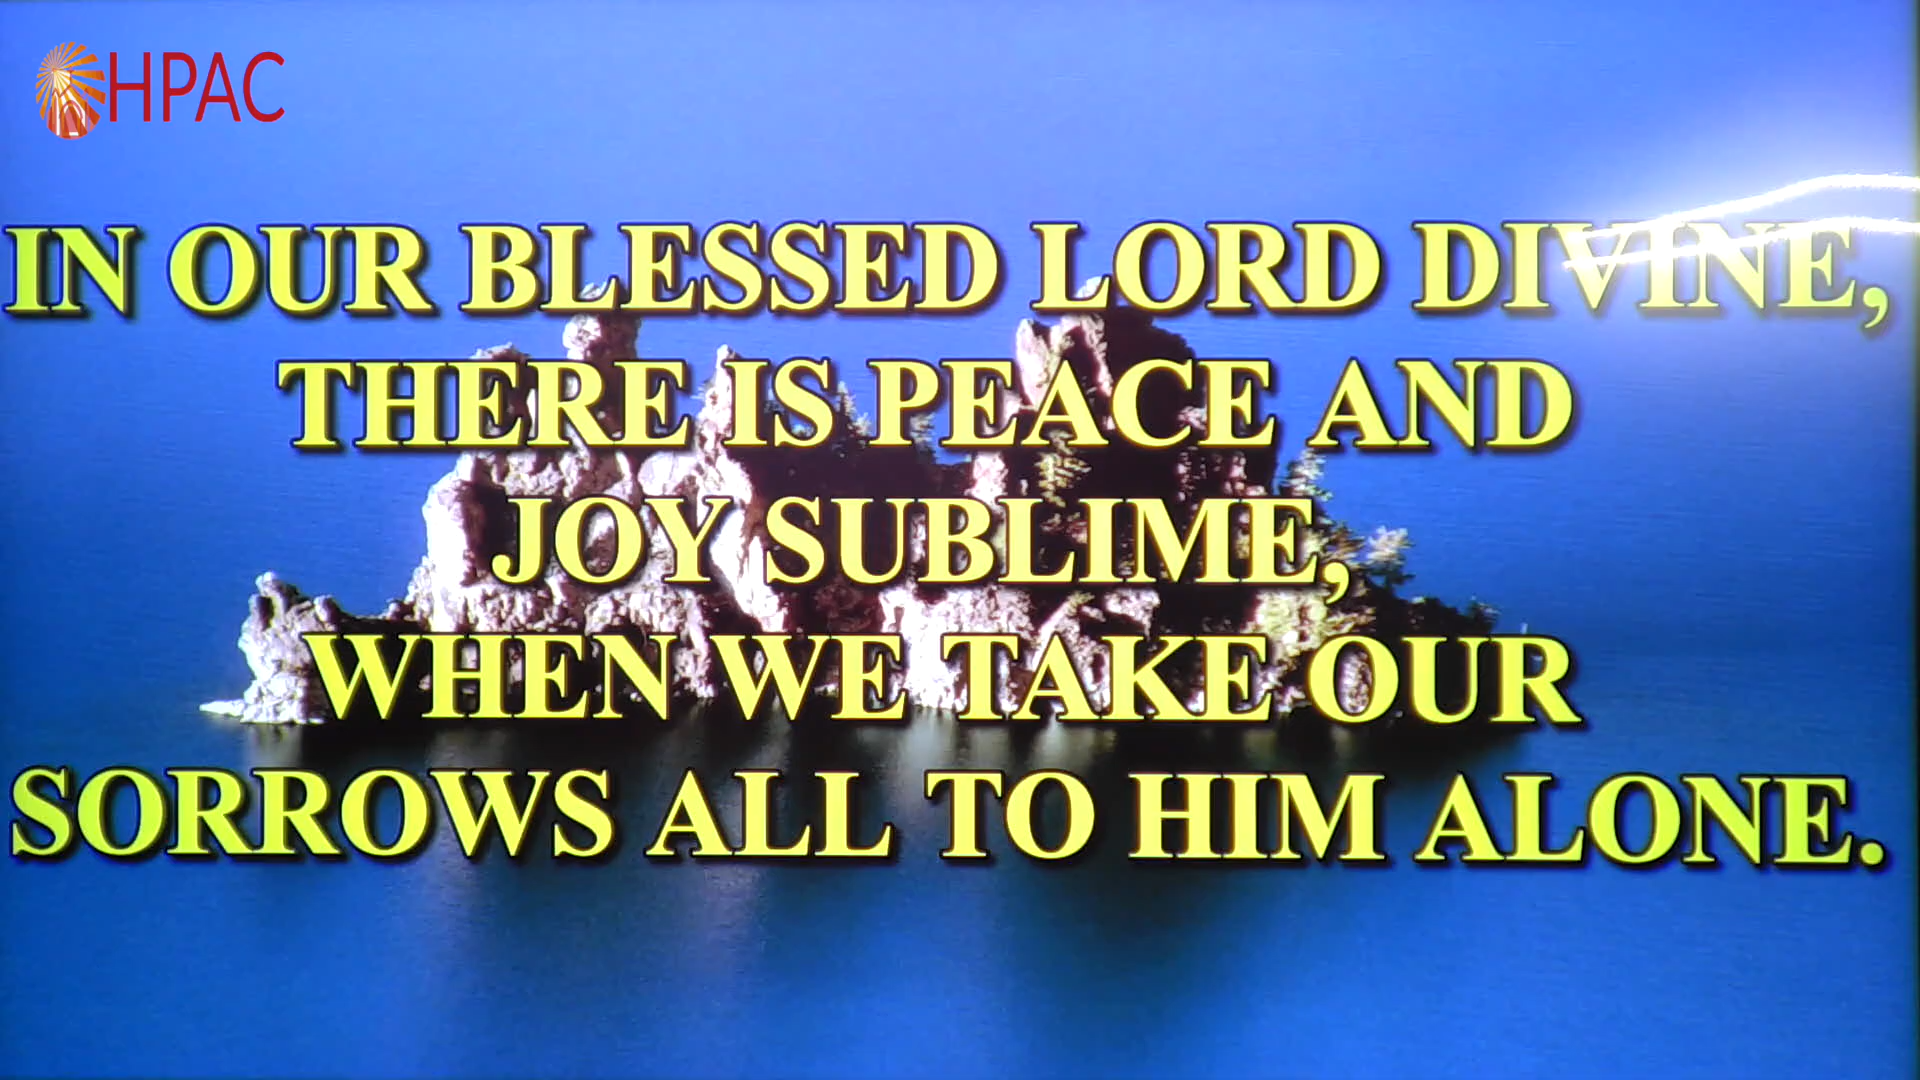 HPAC
IN OUR BLESSED LORD DIVINE,
THERE IS PEACE AND
JOY SUBLIME,
WHEN WE TAKE OUR
SORROWS ALL TO HIM ALONE.